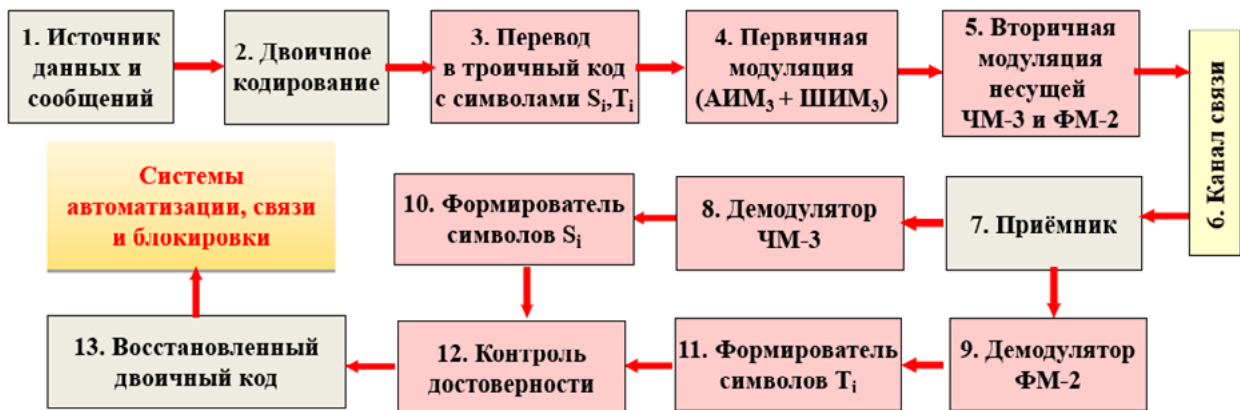 1. Источник
данных и
сообщений
2. Двоичное
кодирование
3. Перевод
в троичный код
с символами Sᵢ,Tᵢ
4. Первичная
модуляция
(АИМ₃ + ШИМ₃)
5. Вторичная
модуляция
несущей
ЧМ-3 и ФМ-2
6. Канал связи
7. Приёмник
8. Демодулятор
ЧМ-3
9. Демодулятор
ФМ-2
10. Формирователь
символов Sᵢ
11. Формирователь
символов Tᵢ
12. Контроль
достоверности
13. Восстановленный
двоичный код
Системы
автоматизации, связи
и блокировки